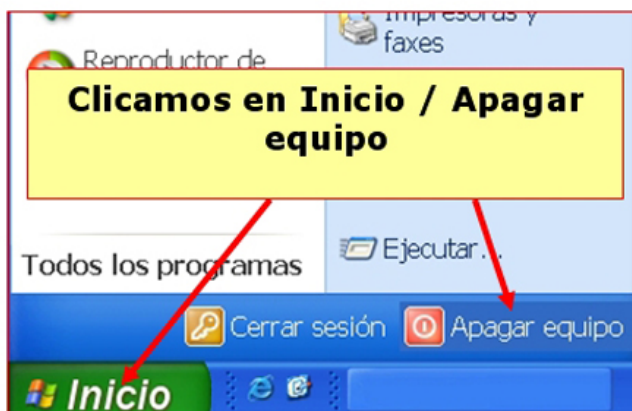 Impresoras y
faxes
Reproductor de
Clicamos en Inicio / Apagar
equipo
Todos los programas
Ejecutar...
Cerrar sesión
Apagar equipo
Inicio